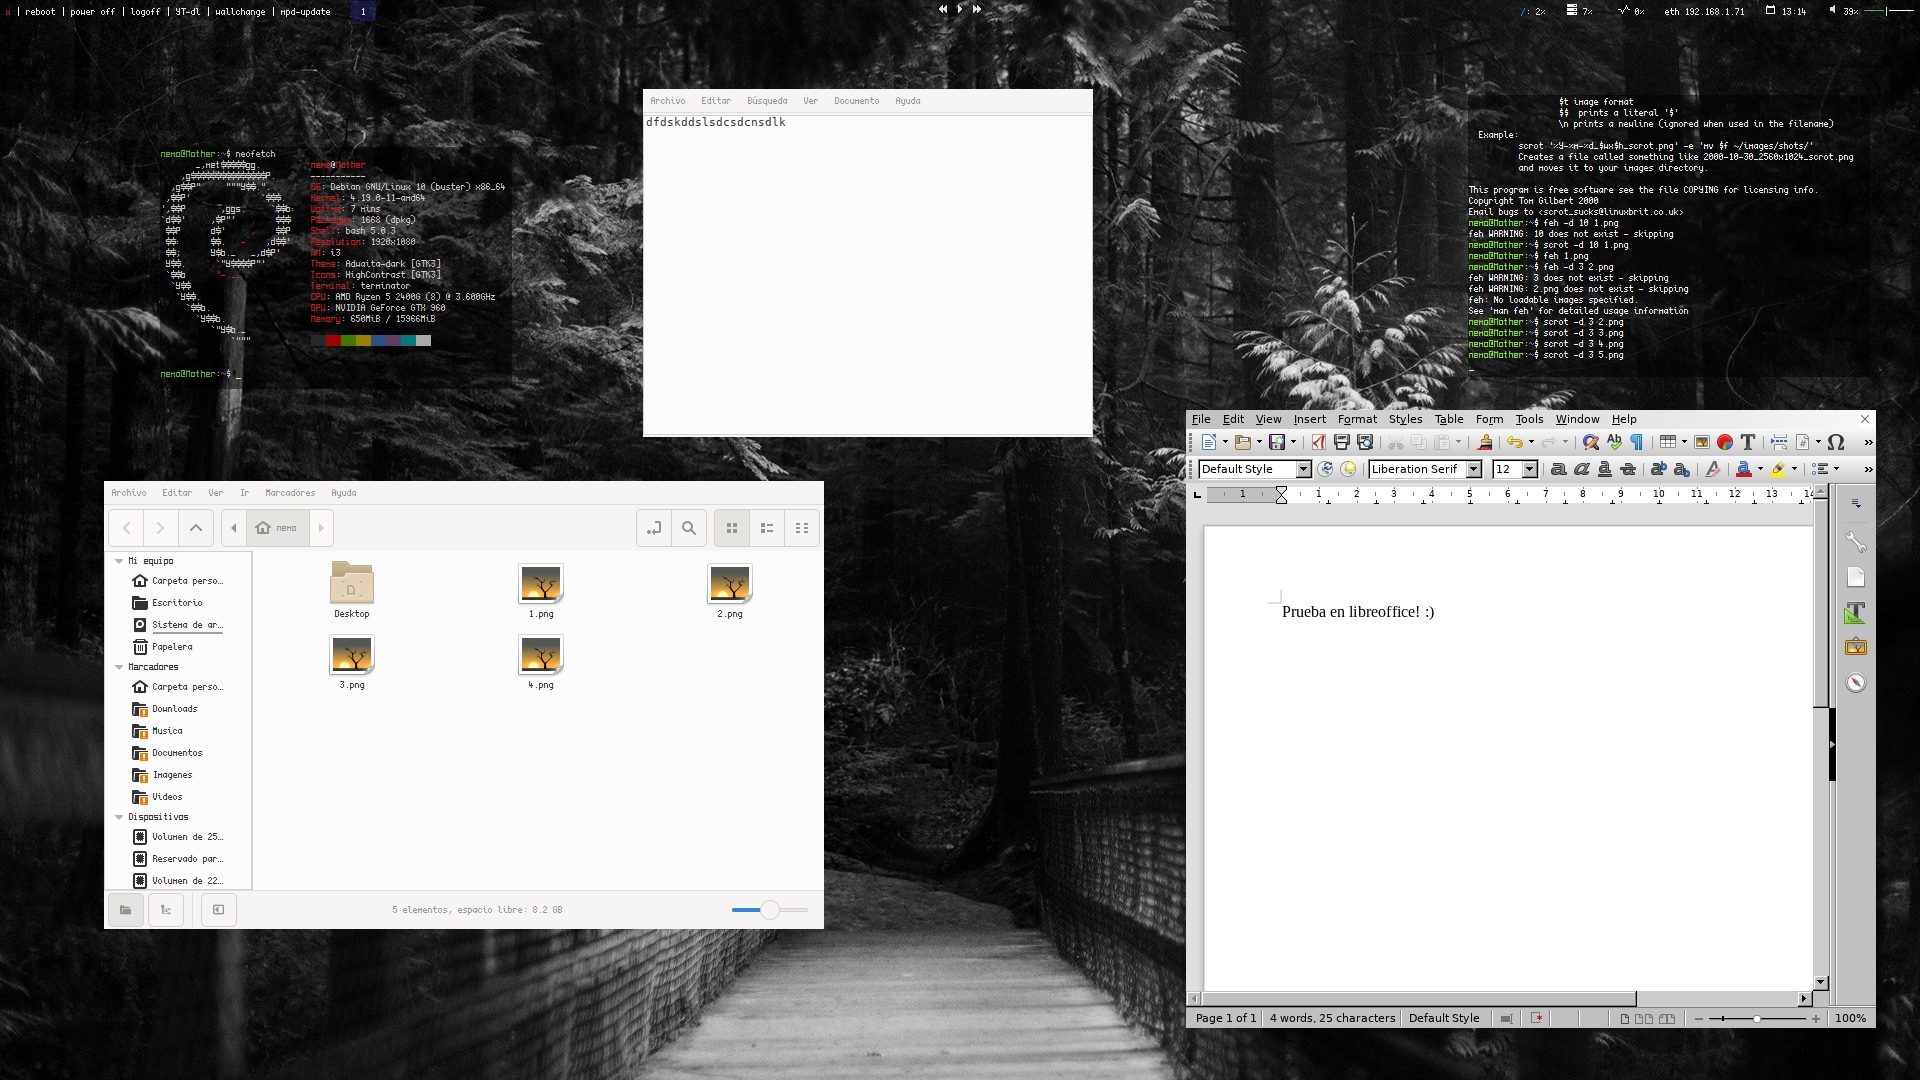 x | reboot | power off | logoff | YT-dl | wallchange | mpd-update 1
/: 2% 7% 0% eth 192.168.1.71 13:14 39%
nemo@Mother:~$ neofetch
nemo@Mother
-----------
OS: Debian GNU/Linux 10 (buster) x86_64
Kernel: 4.19.0-11-amd64
Uptime: 7 mins
Packages: 1668 (dpkg)
Shell: bash 5.0.3
Resolution: 1920x1080
WM: i3
Theme: Adwaita-dark [GTK3]
Icons: HighContrast [GTK3]
Terminal: terminator
CPU: AMD Ryzen 5 2400G (8) @ 3.600GHz
GPU: NVIDIA GeForce GTX 960
Memory: 650MiB / 15966MiB
nemo@Mother:~$ _
Archivo Editar Búsqueda Ver Documento Ayuda
dfdskddslsdcsdcnsdlk
$t image format
$$ prints a literal '$'
\n prints a newline (ignored when used in the filename)
Example:
scrot '%Y-%m-%d_$wx$h_scrot.png' -e 'mv $f ~/images/shots/'
Creates a file called something like 2000-10-30_2560x1024_scrot.png
and moves it to your images directory.
This program is free software see the file COPYING for licensing info.
Copyright Tom Gilbert 2000
Email bugs to <scrot_sucks@linuxbrit.co.uk>
nemo@Mother:~$ feh -d 10 1.png
feh WARNING: 10 does not exist - skipping
nemo@Mother:~$ scrot -d 10 1.png
nemo@Mother:~$ feh 1.png
nemo@Mother:~$ feh -d 3 2.png
feh WARNING: 3 does not exist - skipping
feh WARNING: 2.png does not exist - skipping
feh: No loadable images specified.
See 'man feh' for detailed usage information
nemo@Mother:~$ scrot -d 3 2.png
nemo@Mother:~$ scrot -d 3 3.png
nemo@Mother:~$ scrot -d 3 4.png
nemo@Mother:~$ scrot -d 3 5.png
Archivo Editar Ver Ir Marcadores Ayuda
nemo
Mi equipo
Carpeta perso...
Escritorio
Sistema de ar...
Papelera
Marcadores
Carpeta perso...
Downloads
Musica
Documentos
Imagenes
Videos
Dispositivos
Volumen de 25...
Reservado par...
Volumen de 22...
Desktop 1.png 2.png
3.png 4.png
5 elementos, espacio libre: 8.2 GB
File Edit View Insert Format Styles Table Form Tools Window Help
Default Style Liberation Serif 12
1 1 2 3 4 5 6 7 8 9 10 11 12 13 14
Prueba en libreoffice! :)
Page 1 of 1 4 words, 25 characters Default Style 100%